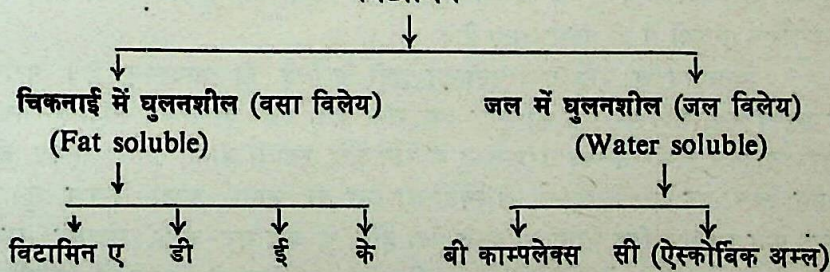 चिकनाई में घुलनशील (वसा विलेय) जल में घुलनशील (जल विलेय)
(Fat soluble) (Water soluble)
विटामिन ए डी ई के बी काम्पलेक्स सी (ऐस्कोर्बिक अम्ल)